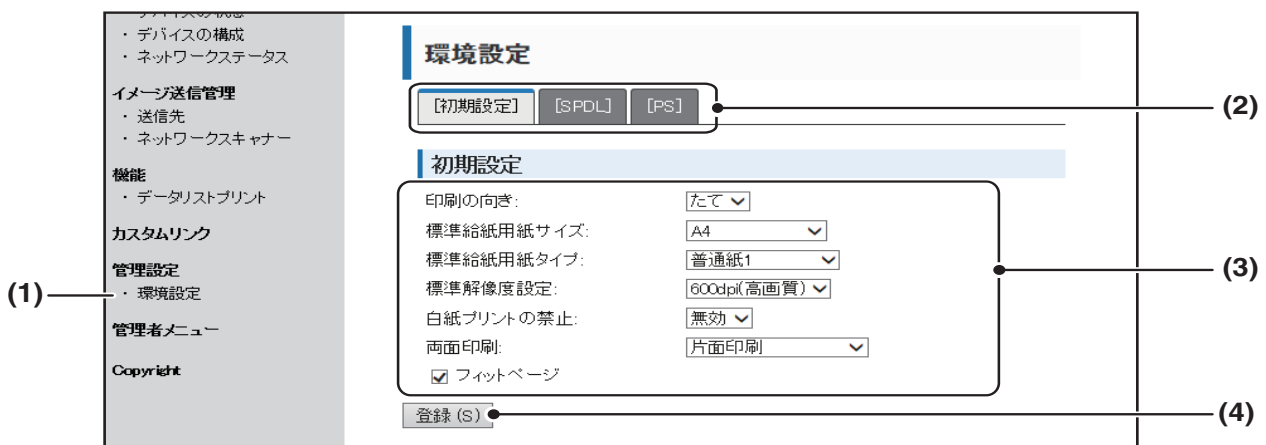 ・ デバイスの構成
・ ネットワークステータス
イメージ送信管理
・ 送信先
・ ネットワークスキャナー
機能
・ データリストプリント
カスタムリンク
管理設定
(1)
・ 環境設定
管理者メニュー
Copyright
環境設定
[初期設定] [SPDL] [PS]
(2)
初期設定
印刷の向き: たて
標準給紙用紙サイズ: A4
標準給紙用紙タイプ: 普通紙1
(3)
標準解像度設定: 600dpi(高画質)
白紙プリントの禁止: 無効
両面印刷: 片面印刷
フィットページ
登録(S)
(4)